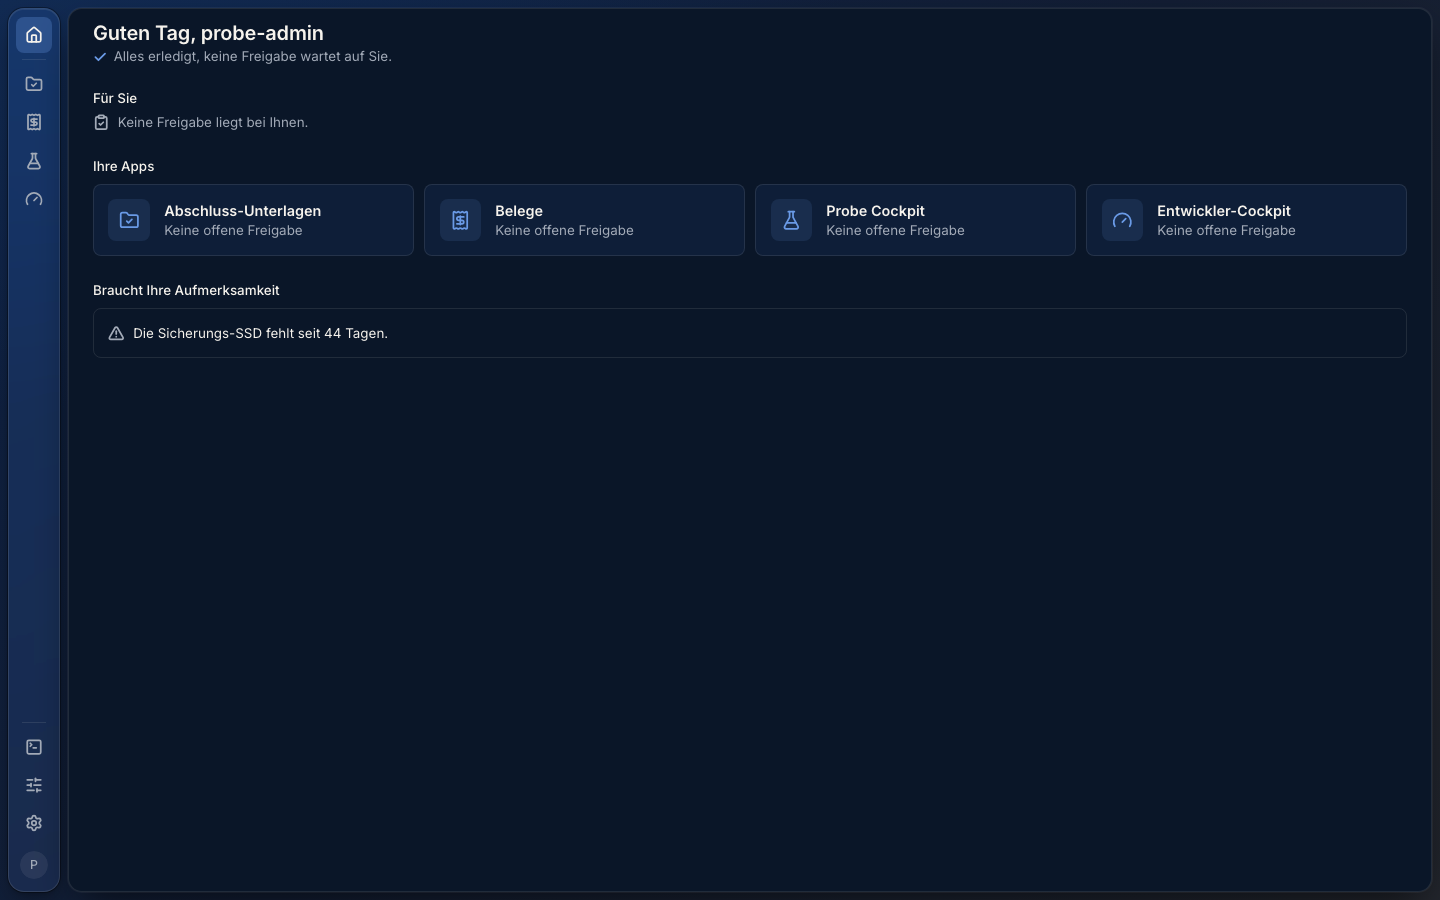 Guten Tag, probe-admin
Alles erledigt, keine Freigabe wartet auf Sie.
Für Sie
Keine Freigabe liegt bei Ihnen.
Ihre Apps
Abschluss-Unterlagen
Keine offene Freigabe
Belege
Keine offene Freigabe
Probe Cockpit
Keine offene Freigabe
Entwickler-Cockpit
Keine offene Freigabe
Braucht Ihre Aufmerksamkeit
Die Sicherungs-SSD fehlt seit 44 Tagen.
P